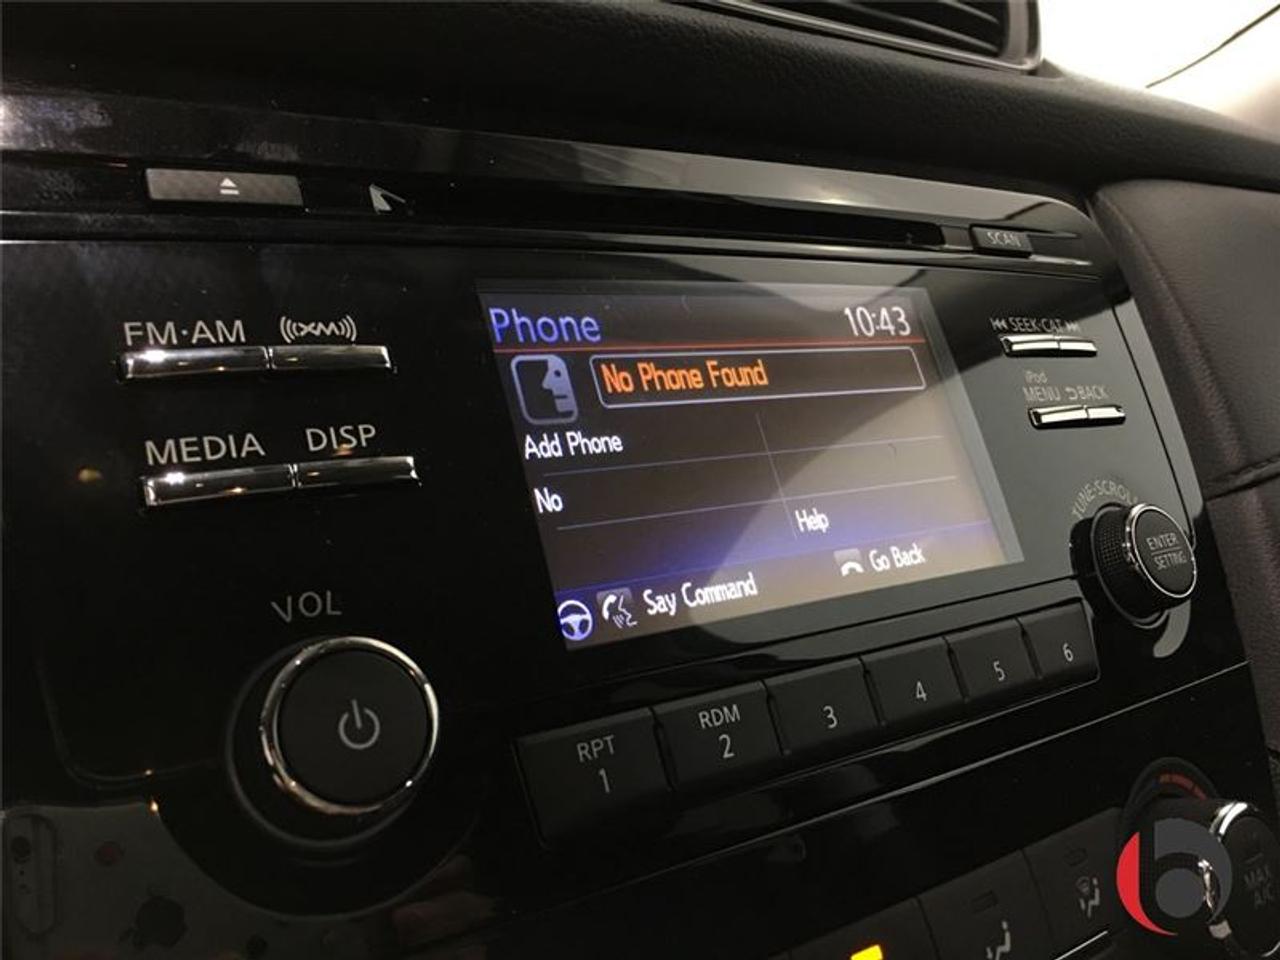 SCAN
FM·AM (((XM)))
SEEK·CAT
iPod
MENU BACK
MEDIA DISP
Phone 10:43
No Phone Found
Add Phone
No
Help
Go Back
Say Command
TUNE·SCROLL
ENTER
SETTING
VOL
RPT
1
RDM
2
3
4
5
6
MAX
A/C
b